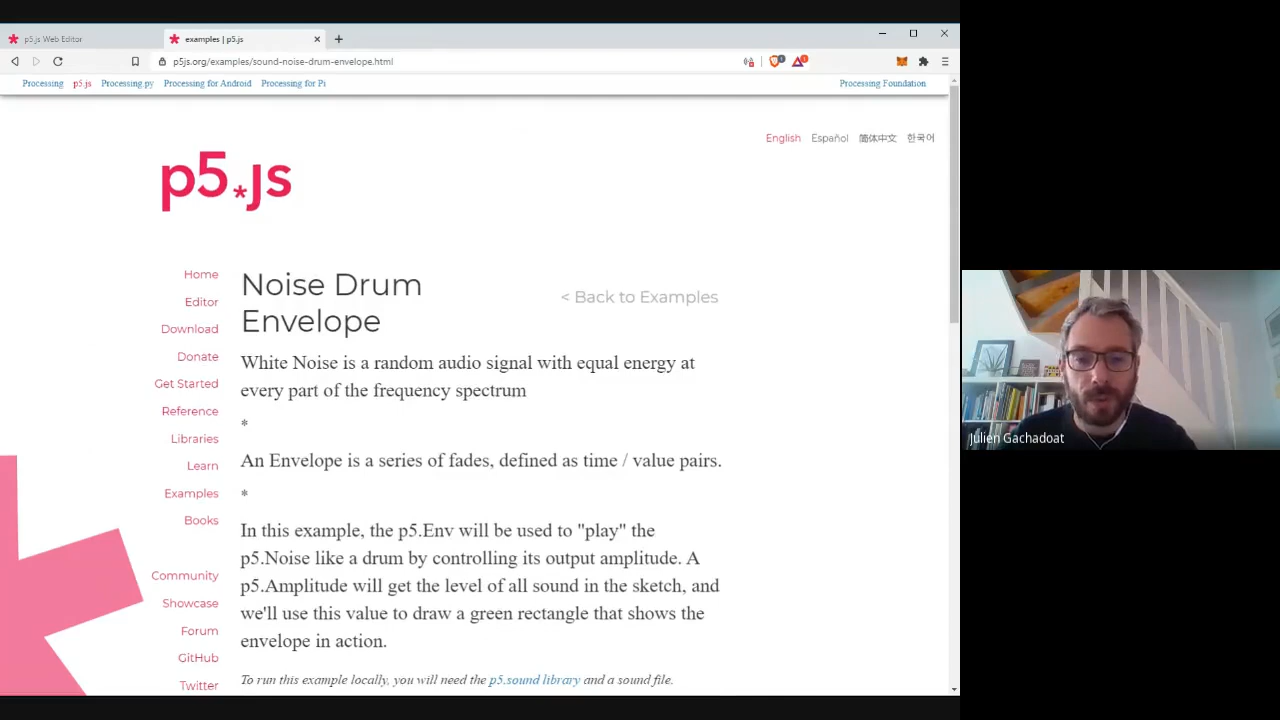 p5.js Web Editor
examples | p5.js
p5js.org/examples/sound-noise-drum-envelope.html
Processing p5.js Processing.py Processing for Android Processing for Pi Processing Foundation
English Español 简体中文 한국어
p5*js
Home
Editor
Download
Donate
Get Started
Reference
Libraries
Learn
Examples
Books
Community
Showcase
Forum
GitHub
Twitter
Noise Drum
Envelope
< Back to Examples
White Noise is a random audio signal with equal energy at
every part of the frequency spectrum
*
An Envelope is a series of fades, defined as time / value pairs.
*
In this example, the p5.Env will be used to "play" the
p5.Noise like a drum by controlling its output amplitude. A
p5.Amplitude will get the level of all sound in the sketch, and
we'll use this value to draw a green rectangle that shows the
envelope in action.
To run this example locally, you will need the p5.sound library and a sound file.
Julien Gachadoat